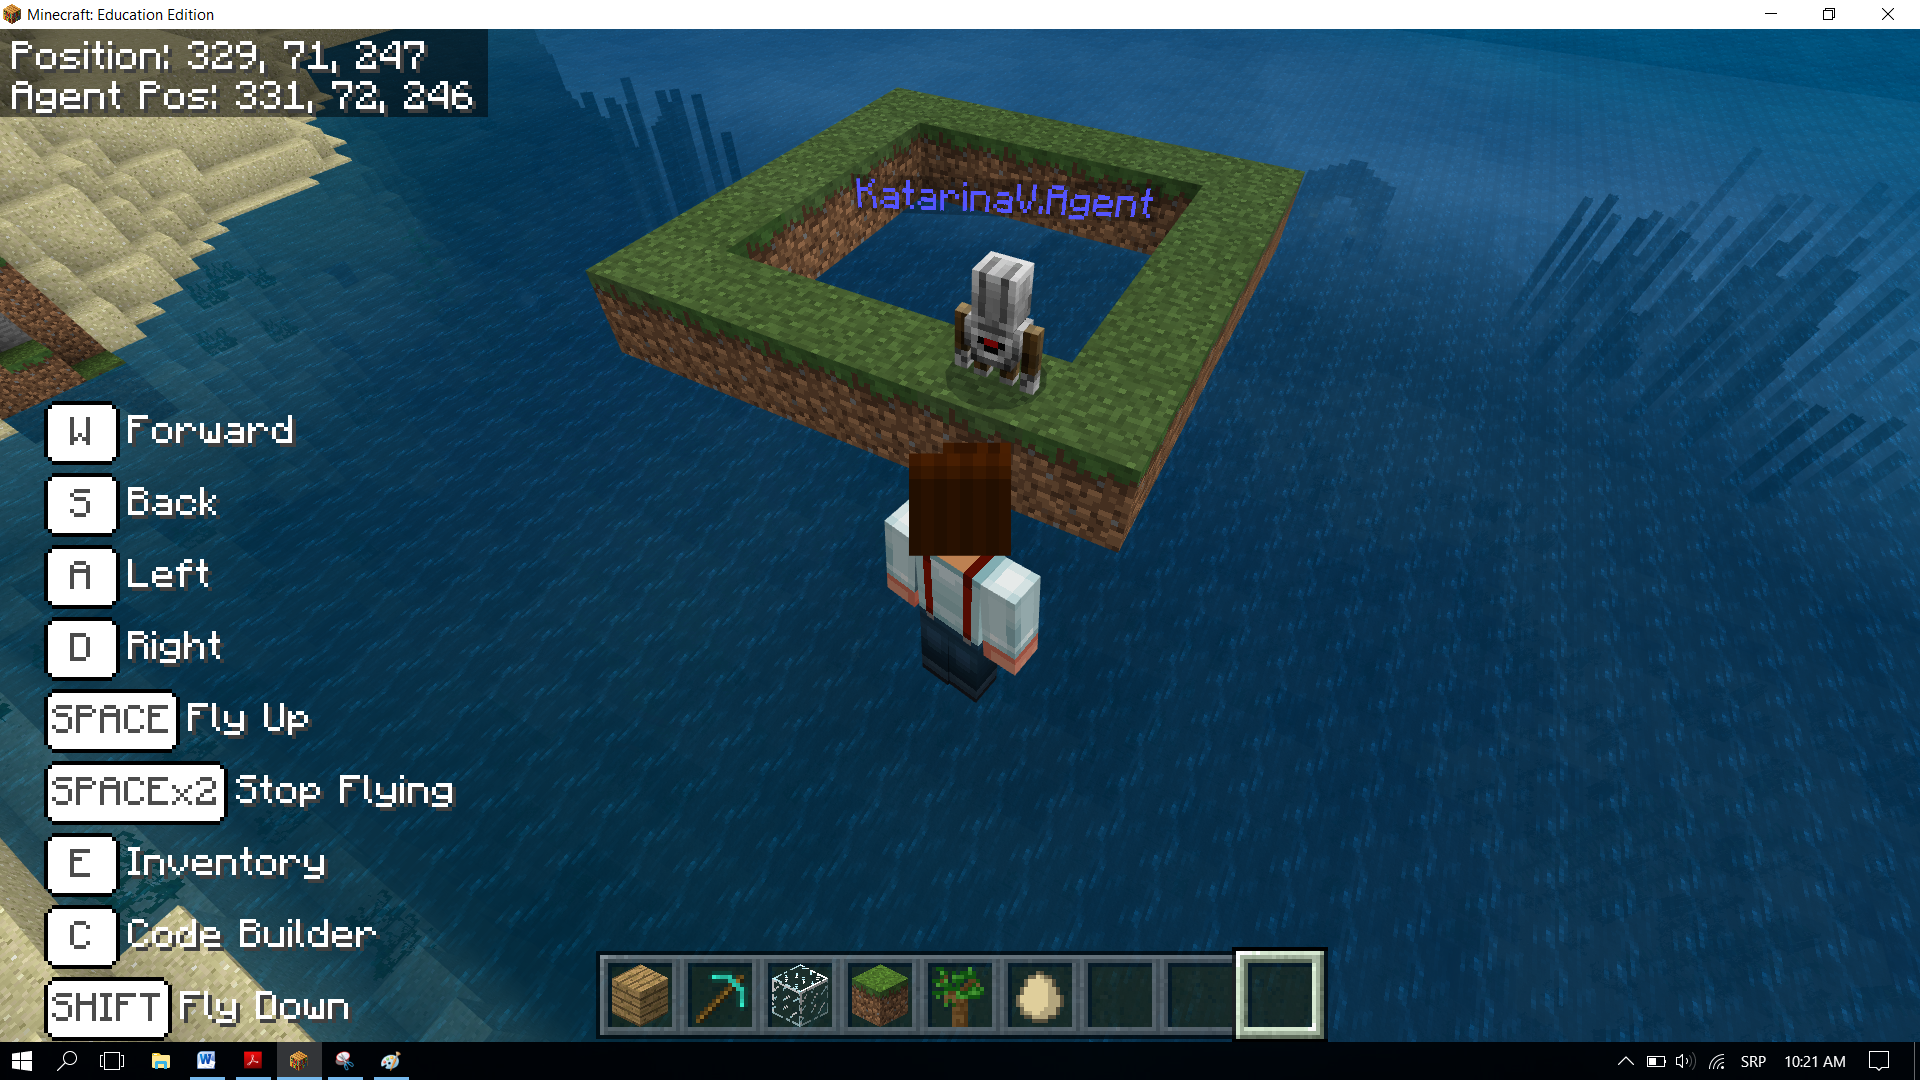 Minecraft: Education Edition
Position: 329, 71, 247
Agent Pos: 331, 72, 246
KatarinaV.Agent
W Forward
S Back
A Left
D Right
SPACE Fly Up
SPACEx2 Stop Flying
E Inventory
C Code Builder
SHIFT Fly Down
SRP 10:21 AM